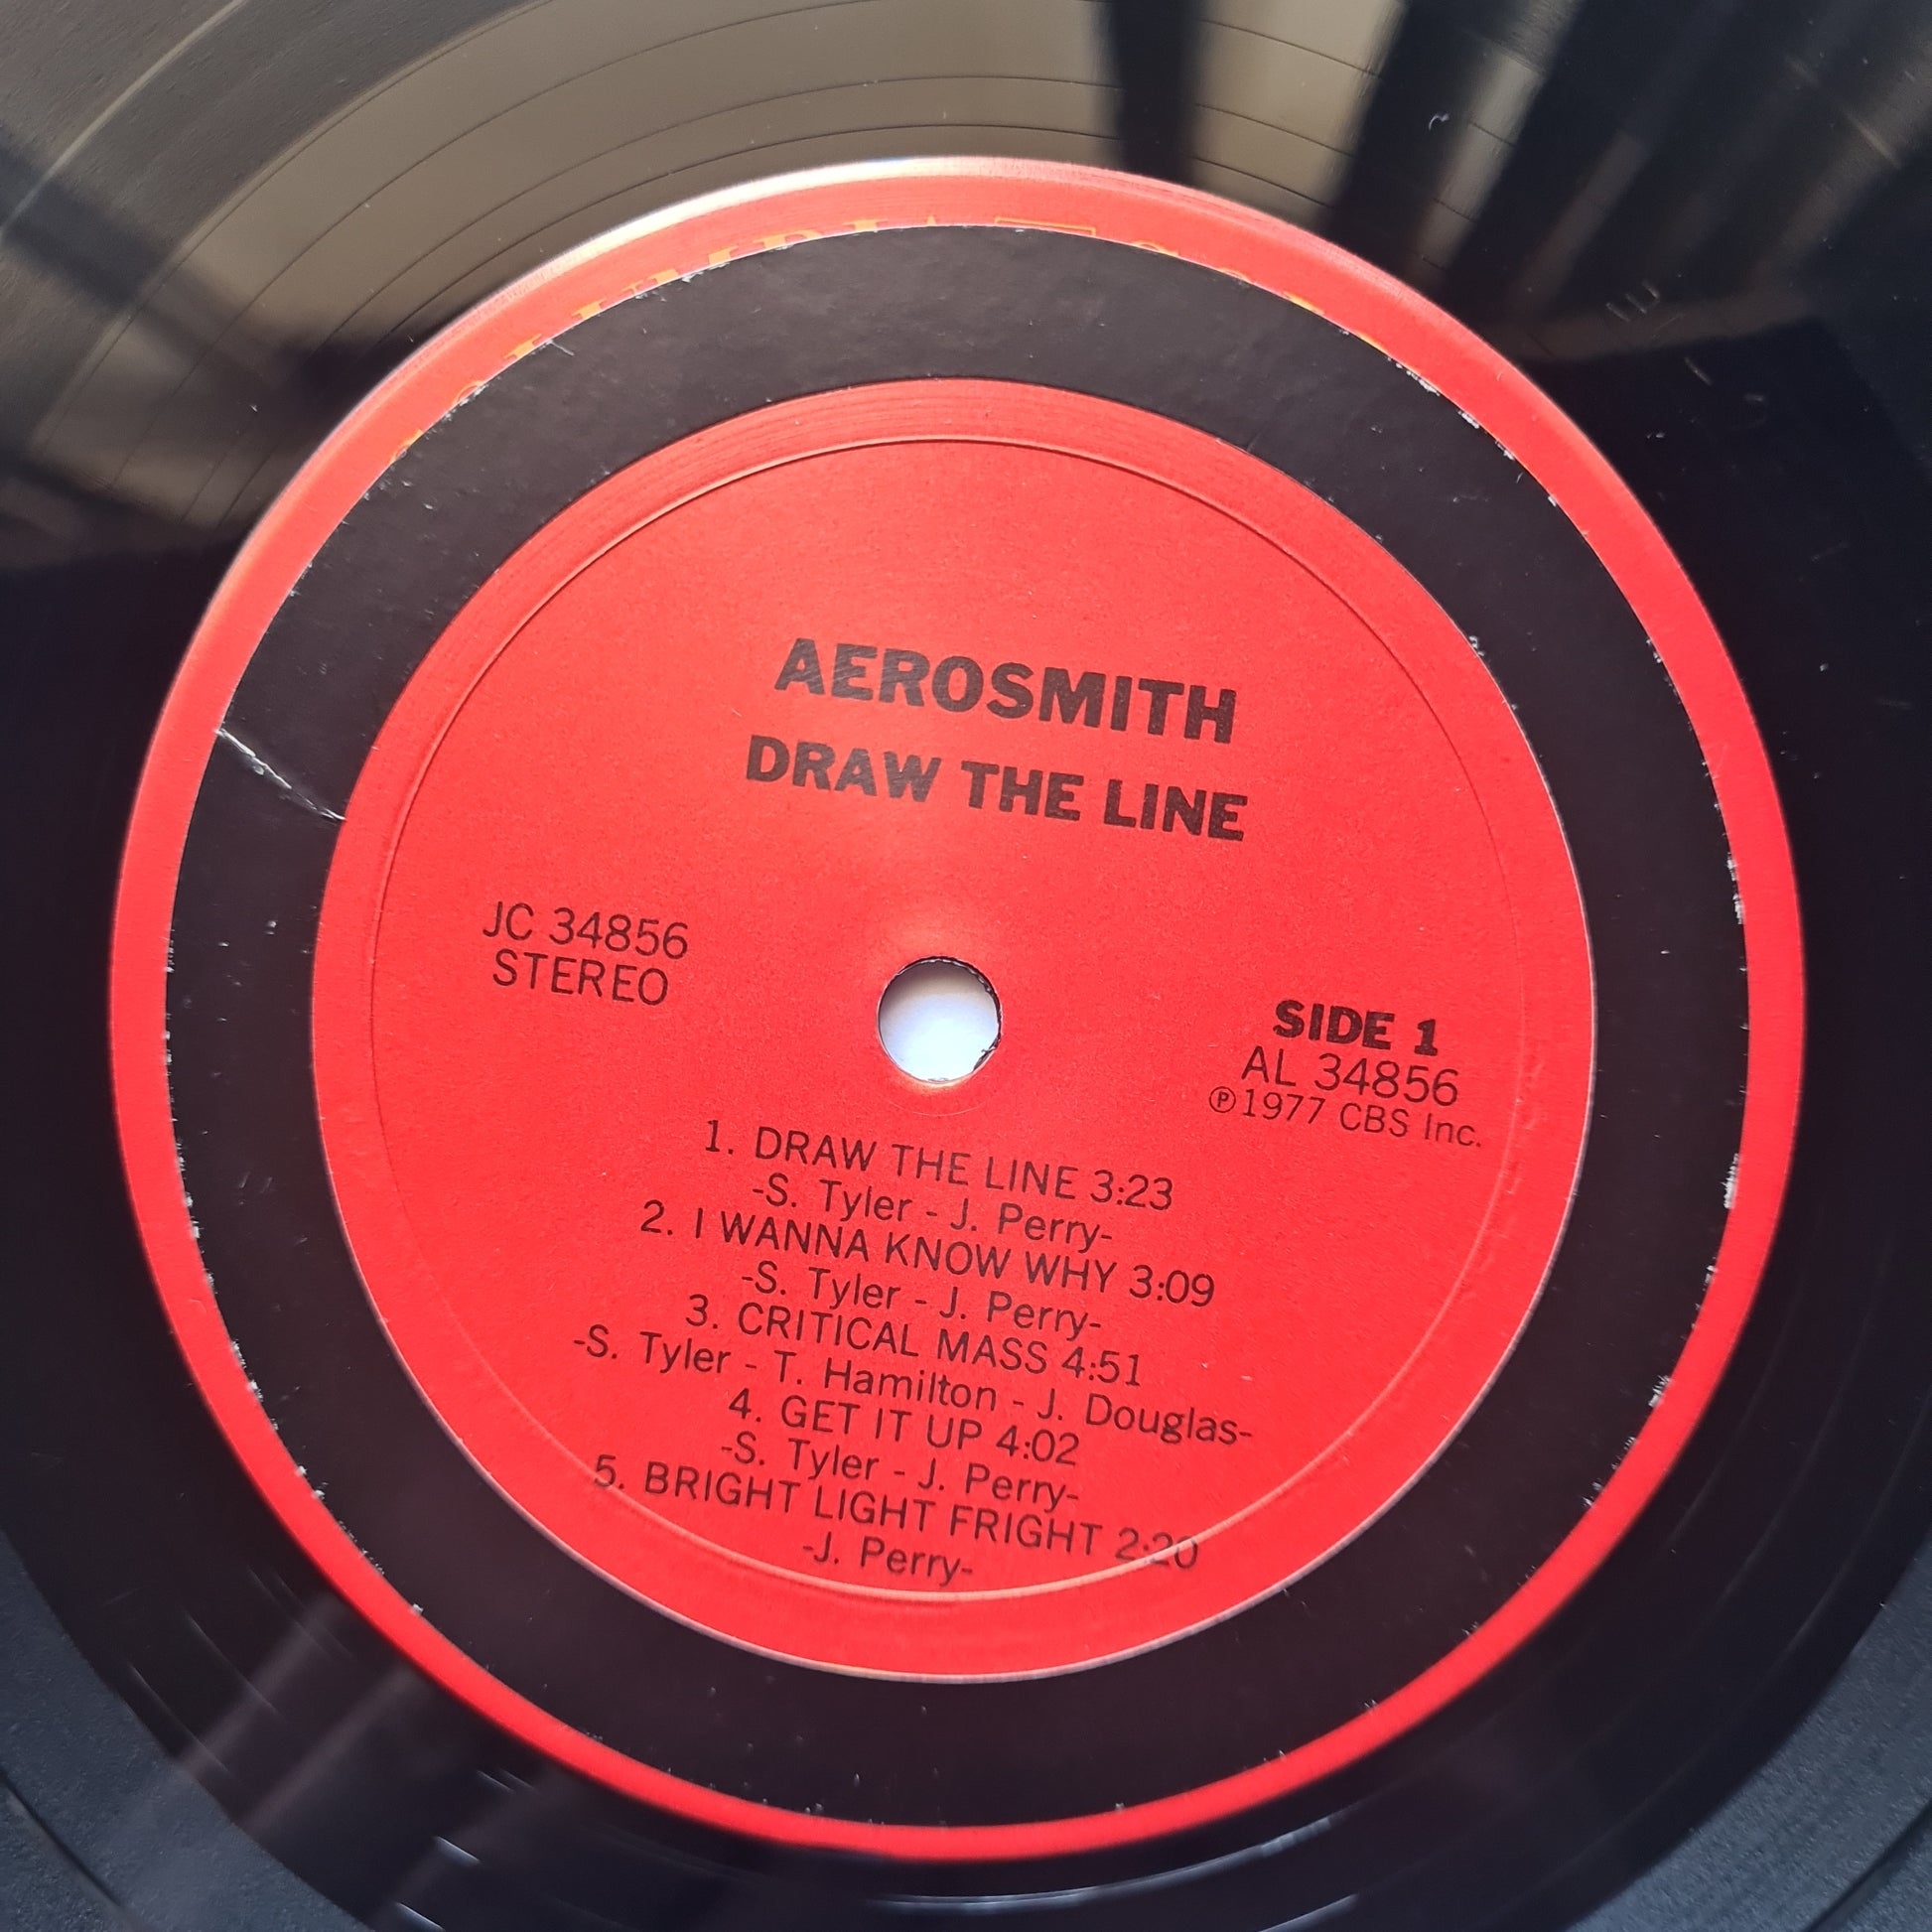 AEROSMITH
DRAW THE LINE
JC 34856
STEREO
SIDE 1
AL 34856
℗1977 CBS Inc.
1. DRAW THE LINE 3:23
-S. Tyler - J. Perry-
2. I WANNA KNOW WHY 3:09
-S. Tyler - J. Perry-
3. CRITICAL MASS 4:51
-S. Tyler - T. Hamilton - J. Douglas-
4. GET IT UP 4:02
-S. Tyler - J. Perry-
5. BRIGHT LIGHT FRIGHT 2:20
-J. Perry-